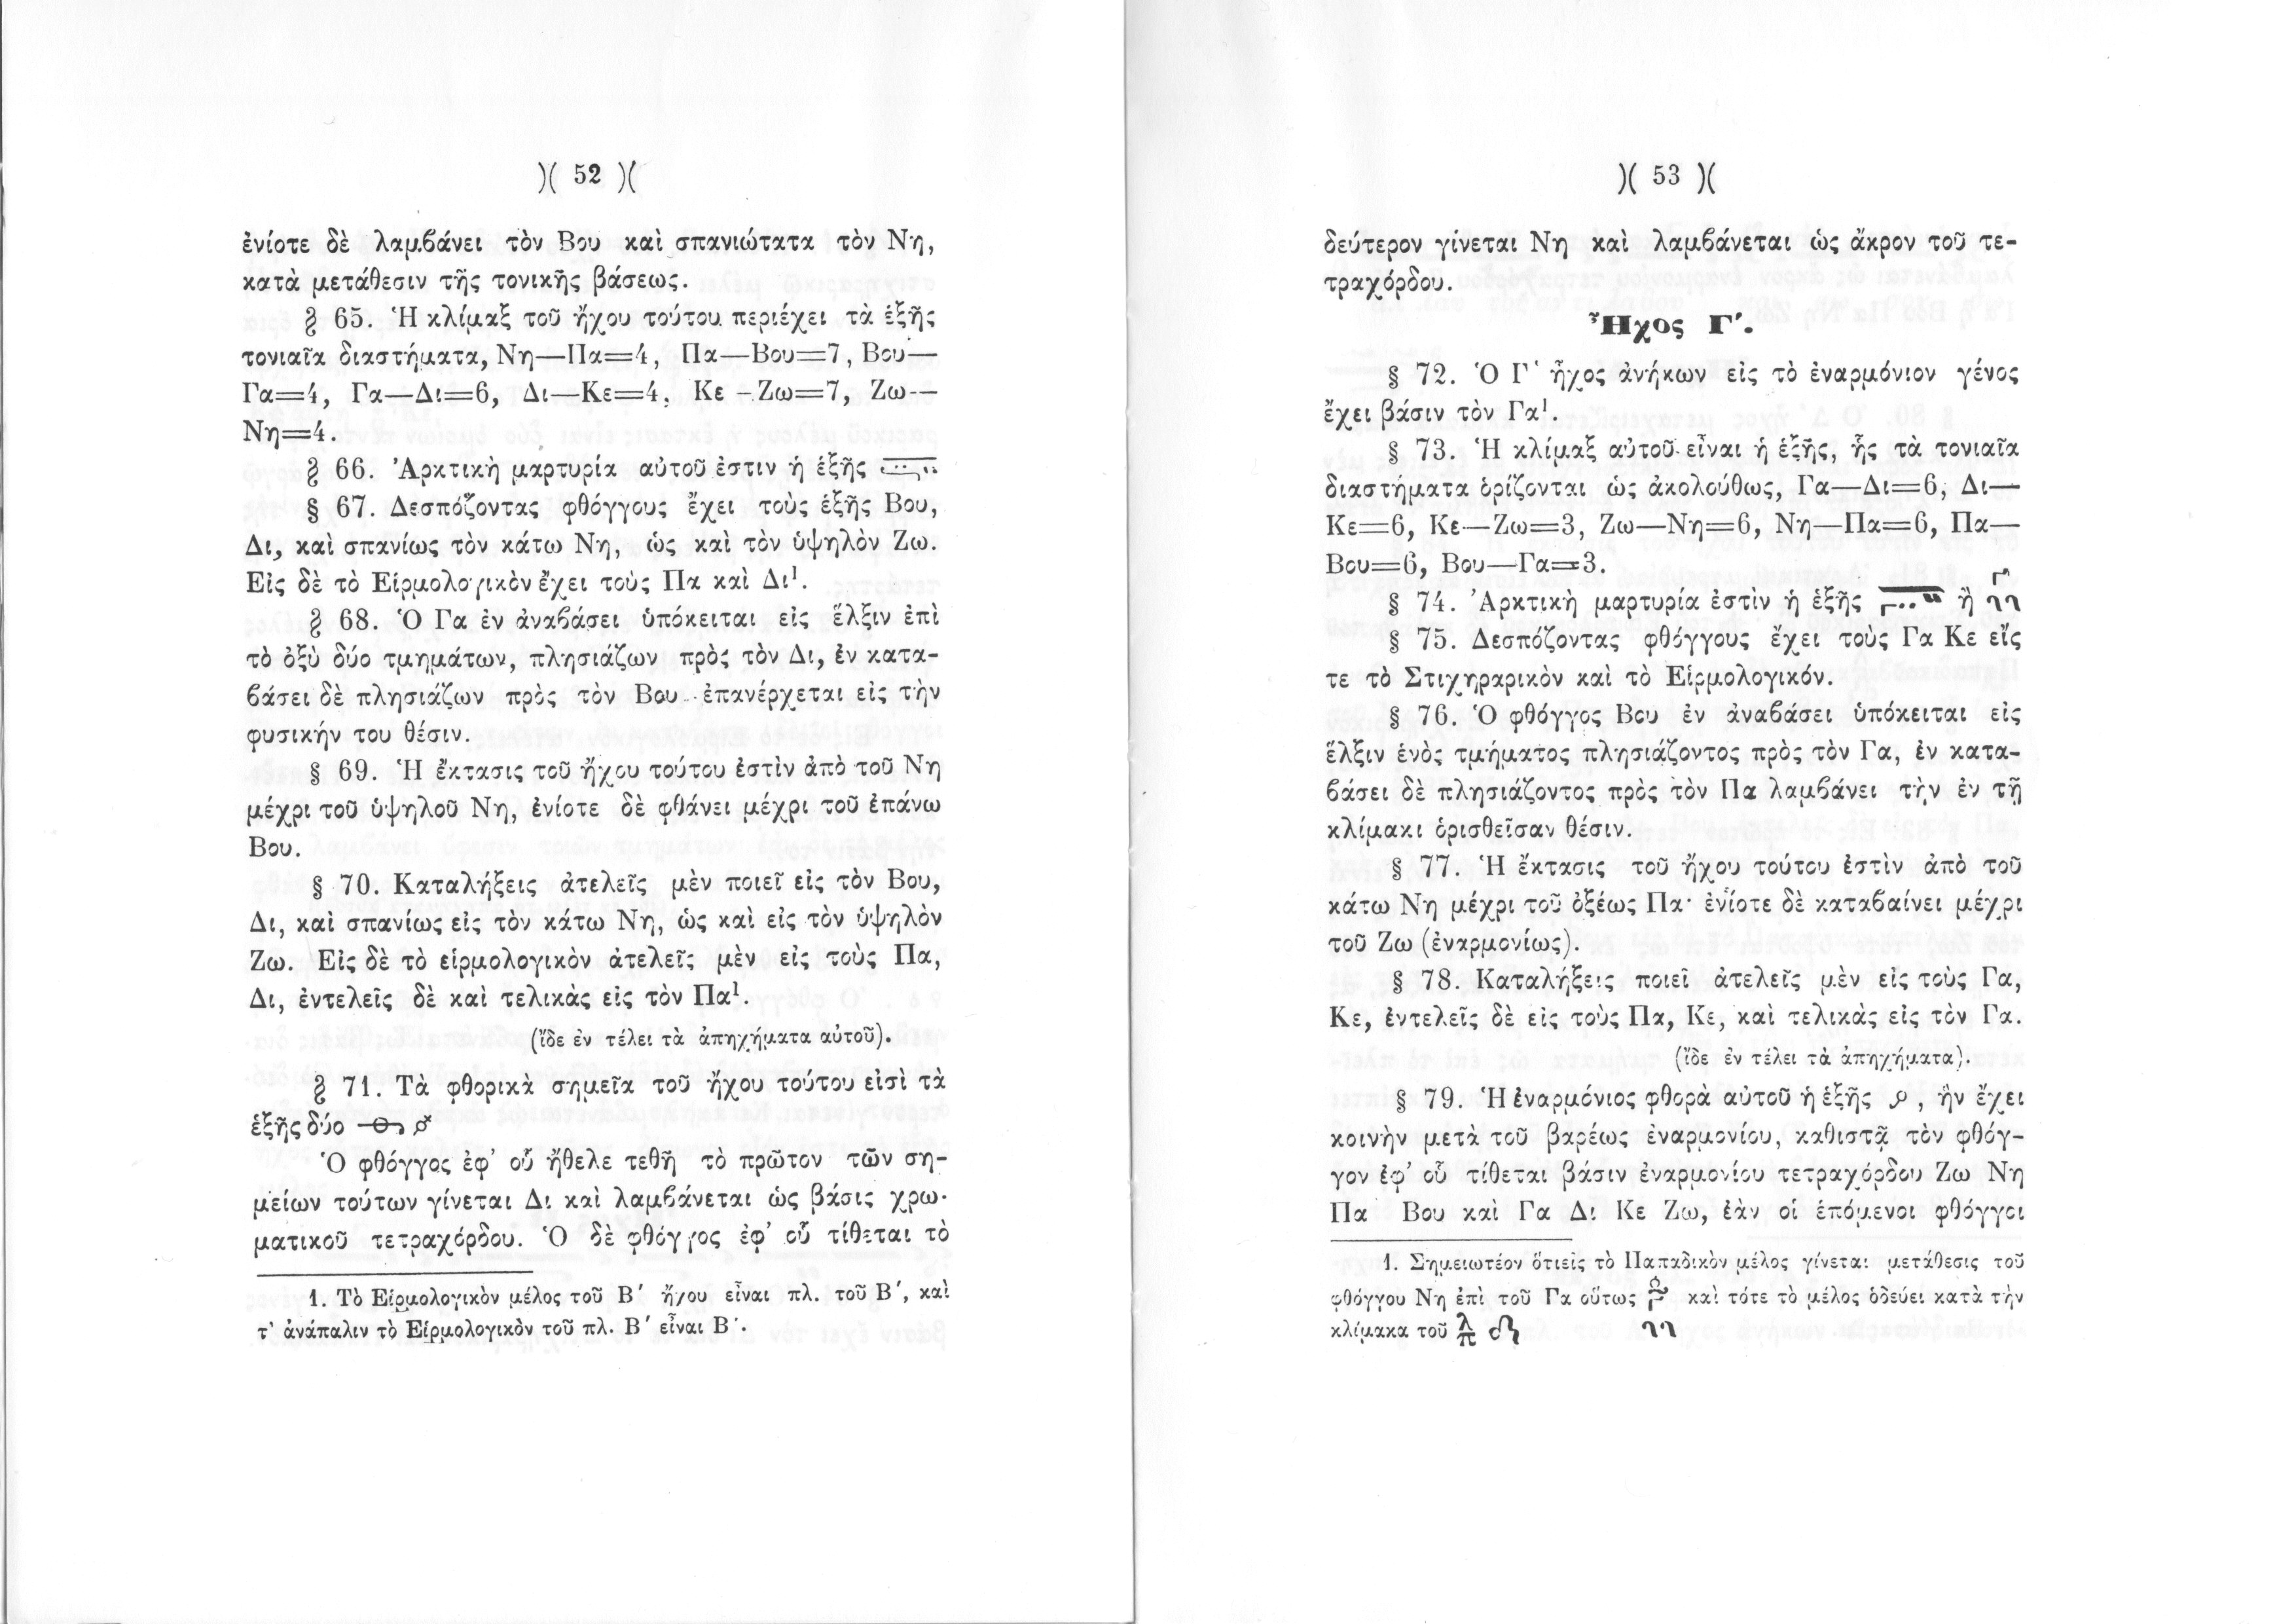 )( 52 )(
ἐνίοτε δὲ λαμβάνει τὸν Βου καὶ σπανιώτατα τὸν Νη,
κατὰ μετάθεσιν τῆς τονικῆς βάσεως.
§ 65. Ἡ κλίμαξ τοῦ ἤχου τούτου περιέχει τὰ ἑξῆς
τονιαῖα διαστήματα, Νη—Πα=4, Πα—Βου=7, Βου—
Γα=4, Γα—Δι=6, Δι—Κε=4, Κε—Ζω=7, Ζω—
Νη=4.
§ 66. Ἀρκτικὴ μαρτυρία αὐτοῦ ἐστιν ἡ ἑξῆς
§ 67. Δεσπόζοντας φθόγγους ἔχει τοὺς ἑξῆς Βου,
Δι, καὶ σπανίως τὸν κάτω Νη, ὡς καὶ τὸν ὑψηλὸν Ζω.
Εἰς δὲ τὸ Εἱρμολογικὸν ἔχει τοὺς Πα καὶ Δι¹.
§ 68. Ὁ Γα ἐν ἀναβάσει ὑπόκειται εἰς ἕλξιν ἐπὶ
τὸ ὀξὺ δύο τμημάτων, πλησιάζων πρὸς τὸν Δι, ἐν κατα-
βάσει δὲ πλησιάζων πρὸς τὸν Βου ἐπανέρχεται εἰς τὴν
φυσικήν του θέσιν.
§ 69. Ἡ ἔκτασις τοῦ ἤχου τούτου ἐστὶν ἀπὸ τοῦ Νη
μέχρι τοῦ ὑψηλοῦ Νη, ἐνίοτε δὲ φθάνει μέχρι τοῦ ἐπάνω
Βου.
§ 70. Καταλήξεις ἀτελεῖς μὲν ποιεῖ εἰς τὸν Βου,
Δι, καὶ σπανίως εἰς τὸν κάτω Νη, ὡς καὶ εἰς τὸν ὑψηλὸν
Ζω. Εἰς δὲ τὸ εἱρμολογικὸν ἀτελεῖς μὲν εἰς τοὺς Πα,
Δι, ἐντελεῖς δὲ καὶ τελικὰς εἰς τὸν Πα¹.
(ἴδε ἐν τέλει τὰ ἀπηχήματα αὐτοῦ).
§ 71. Τὰ φθορικὰ σημεῖα τοῦ ἤχου τούτου εἰσὶ τὰ
ἑξῆς δύο
Ὁ φθόγγος ἐφ' οὗ ἤθελε τεθῆ τὸ πρῶτον τῶν ση-
μείων τούτων γίνεται Δι καὶ λαμβάνεται ὡς βάσις χρω-
ματικοῦ τετραχόρδου. Ὁ δὲ φθόγγος ἐφ' οὗ τίθεται τὸ
1. Τὸ Εἱρμολογικὸν μέλος τοῦ Β΄ ἤχου εἶναι πλ. τοῦ Β΄, καὶ
τ' ἀνάπαλιν τὸ Εἱρμολογικὸν τοῦ πλ. Β΄ εἶναι Β΄.
)( 53 )(
δεύτερον γίνεται Νη καὶ λαμβάνεται ὡς ἄκρον τοῦ τε-
τραχόρδου.
Ἦχος Γ΄.
§ 72. Ὁ Γ΄ ἦχος ἀνήκων εἰς τὸ ἐναρμόνιον γένος
ἔχει βάσιν τὸν Γα¹.
§ 73. Ἡ κλίμαξ αὐτοῦ εἶναι ἡ ἑξῆς, ἧς τὰ τονιαῖα
διαστήματα ὁρίζονται ὡς ἀκολούθως, Γα—Δι=6, Δι—
Κε=6, Κε—Ζω=3, Ζω—Νη=6, Νη—Πα=6, Πα—
Βου=6, Βου—Γα=3.
§ 74. Ἀρκτικὴ μαρτυρία ἐστὶν ἡ ἑξῆς ἢ
§ 75. Δεσπόζοντας φθόγγους ἔχει τοὺς Γα Κε εἴς
τε τὸ Στιχηραρικὸν καὶ τὸ Εἱρμολογικόν.
§ 76. Ὁ φθόγγος Βου ἐν ἀναβάσει ὑπόκειται εἰς
ἕλξιν ἑνὸς τμήματος πλησιάζοντος πρὸς τὸν Γα, ἐν κατα-
βάσει δὲ πλησιάζοντος πρὸς τὸν Πα λαμβάνει τὴν ἐν τῇ
κλίμακι ὁρισθεῖσαν θέσιν.
§ 77. Ἡ ἔκτασις τοῦ ἤχου τούτου ἐστὶν ἀπὸ τοῦ
κάτω Νη μέχρι τοῦ ὀξέως Πα· ἐνίοτε δὲ καταβαίνει μέχρι
τοῦ Ζω (ἐναρμονίως).
§ 78. Καταλήξεις ποιεῖ ἀτελεῖς μὲν εἰς τοὺς Γα,
Κε, ἐντελεῖς δὲ εἰς τοὺς Πα, Κε, καὶ τελικὰς εἰς τὸν Γα.
(ἴδε ἐν τέλει τὰ ἀπηχήματα).
§ 79. Ἡ ἐναρμόνιος φθορὰ αὐτοῦ ἡ ἑξῆς , ἣν ἔχει
κοινὴν μετὰ τοῦ βαρέως ἐναρμονίου, καθιστᾷ τὸν φθόγ-
γον ἐφ' οὗ τίθεται βάσιν ἐναρμονίου τετραχόρδου Ζω Νη
Πα Βου καὶ Γα Δι Κε Ζω, ἐὰν οἱ ἑπόμενοι φθόγγοι
1. Σημειωτέον ὅτι εἰς τὸ Παπαδικὸν μέλος γίνεται μετάθεσις τοῦ
φθόγγου Νη ἐπὶ τοῦ Γα οὕτως καὶ τότε τὸ μέλος ὁδεύει κατὰ τὴν
κλίμακα τοῦ